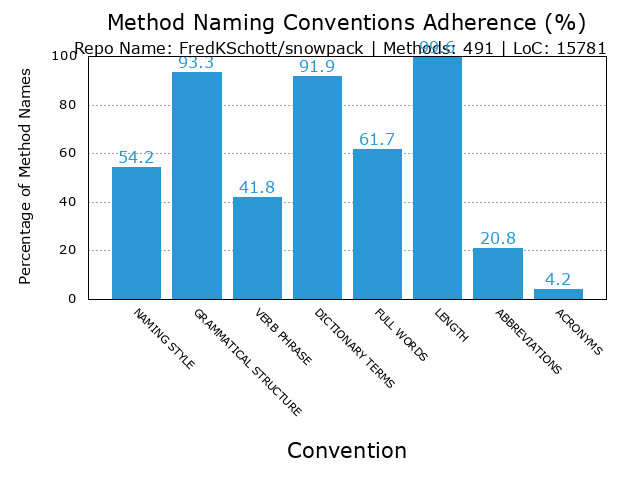 Method Naming Conventions Adherence (%)
Repo Name: FredKSchott/snowpack | Methods: 491 | LoC: 15781
Percentage of Method Names
100
80
60
40
20
0
54.2
93.3
41.8
91.9
61.7
99.6
20.8
4.2
NAMING STYLE
GRAMMATICAL STRUCTURE
VERB PHRASE
DICTIONARY TERMS
FULL WORDS
LENGTH
ABBREVIATIONS
ACRONYMS
Convention